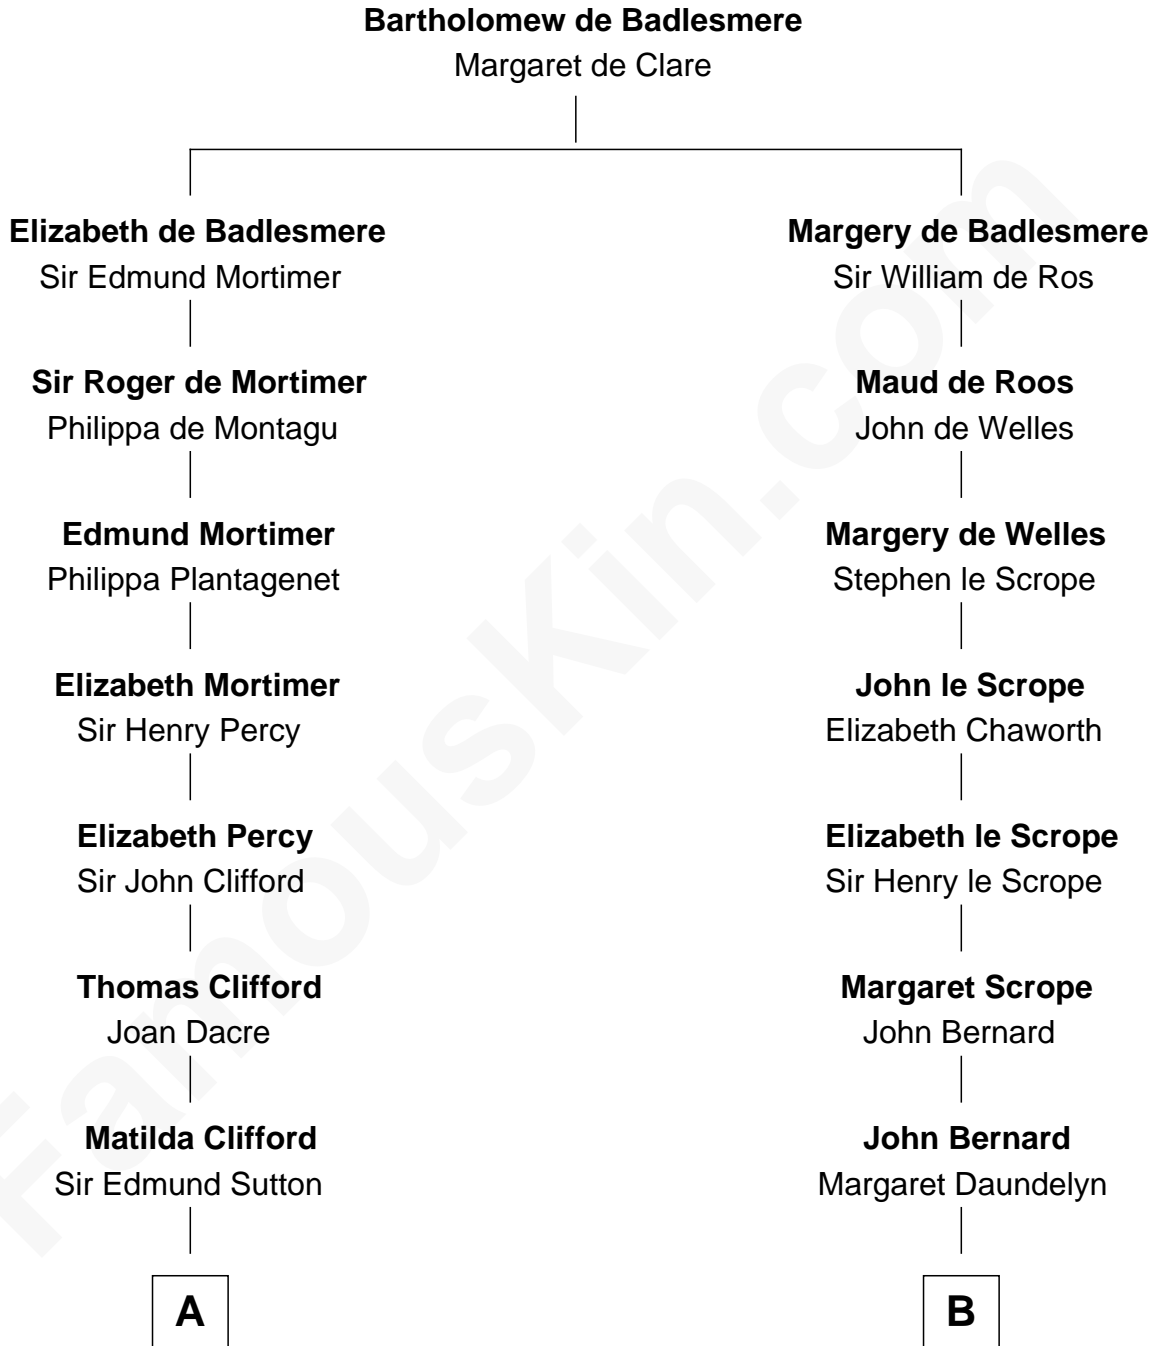 Bartholomew de Badlesmere
Margaret de Clare
Elizabeth de Badlesmere
Sir Edmund Mortimer
Margery de Badlesmere
Sir William de Ros
Sir Roger de Mortimer
Philippa de Montagu
Maud de Roos
John de Welles
Edmund Mortimer
Philippa Plantagenet
Margery de Welles
Stephen le Scrope
Elizabeth Mortimer
Sir Henry Percy
John le Scrope
Elizabeth Chaworth
Elizabeth Percy
Sir John Clifford
Elizabeth le Scrope
Sir Henry le Scrope
Thomas Clifford
Joan Dacre
Margaret Scrope
John Bernard
Matilda Clifford
Sir Edmund Sutton
John Bernard
Margaret Daundelyn
A
B
FamousKin.com